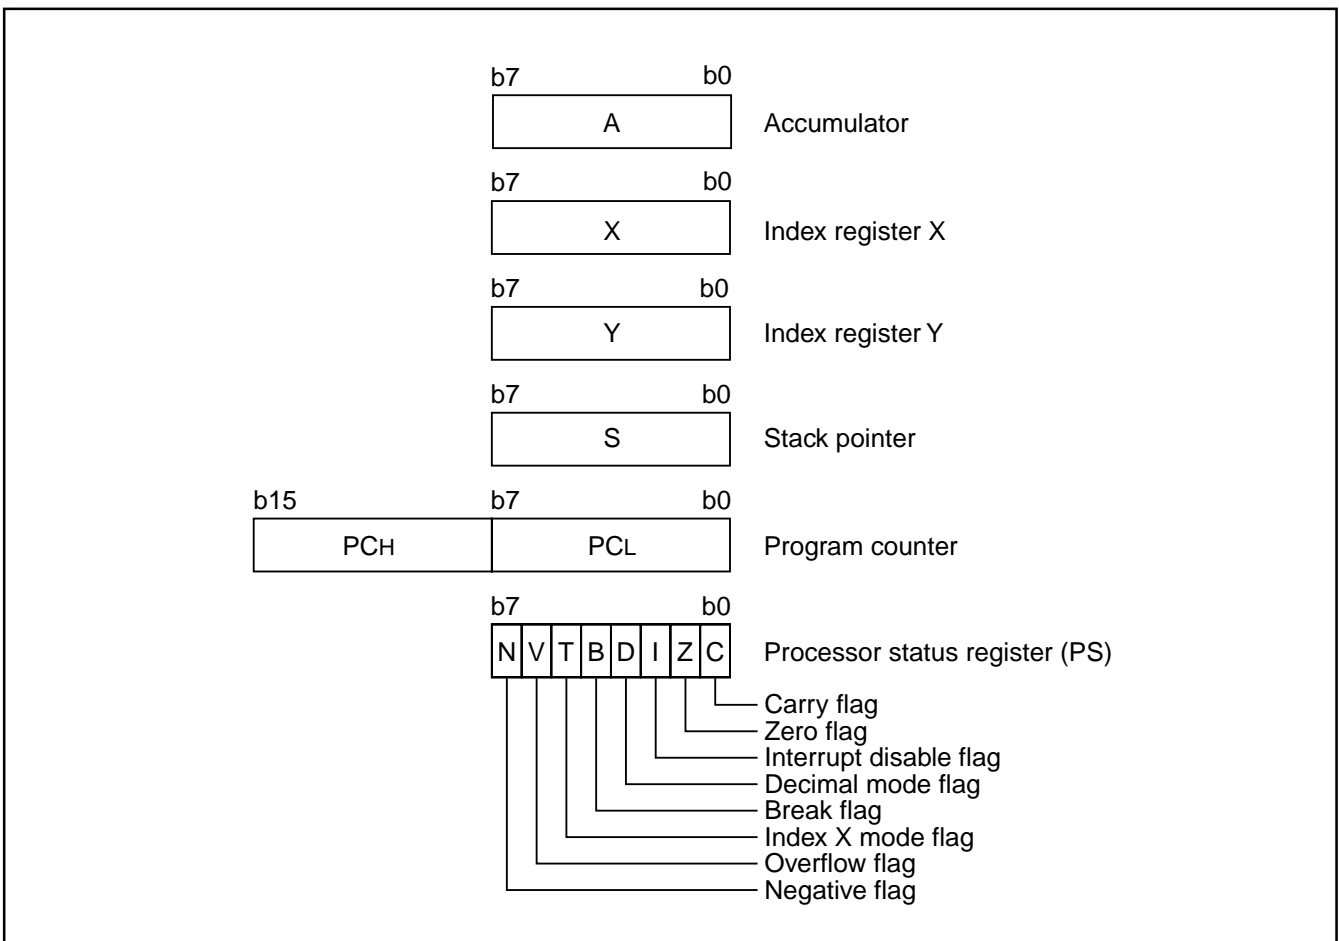 b7 b0
A Accumulator
b7 b0
X Index register X
b7 b0
Y Index register Y
b7 b0
S Stack pointer
b15 b7 b0
PCH PCL Program counter
b7 b0
N V T B D I Z C Processor status register (PS)
Carry flag
Zero flag
Interrupt disable flag
Decimal mode flag
Break flag
Index X mode flag
Overflow flag
Negative flag